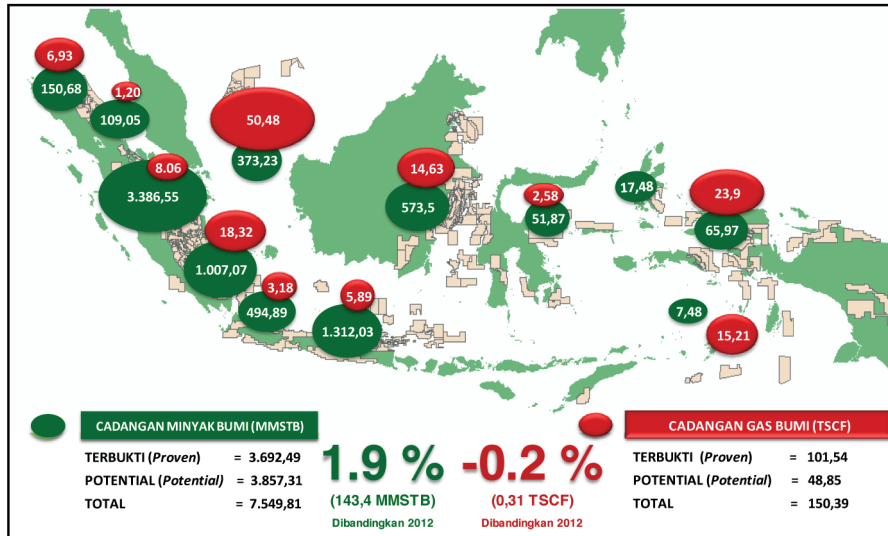 6,93
150,68
1,20
109,05
50,48
373,23
8.06
3.386,55
14,63
573,5
2,58
51,87
17,48
23,9
65,97
18,32
1.007,07
3,18
494,89
5,89
1.312,03
7,48
15,21
CADANGAN MINYAK BUMI (MMSTB)
TERBUKTI (Proven) = 3.692,49
POTENTIAL (Potential) = 3.857,31
TOTAL = 7.549,81
1.9 %
(143,4 MMSTB)
Dibandingkan 2012
-0.2 %
(0,31 TSCF)
Dibandingkan 2012
CADANGAN GAS BUMI (TSCF)
TERBUKTI (Proven) = 101,54
POTENTIAL (Potential) = 48,85
TOTAL = 150,39